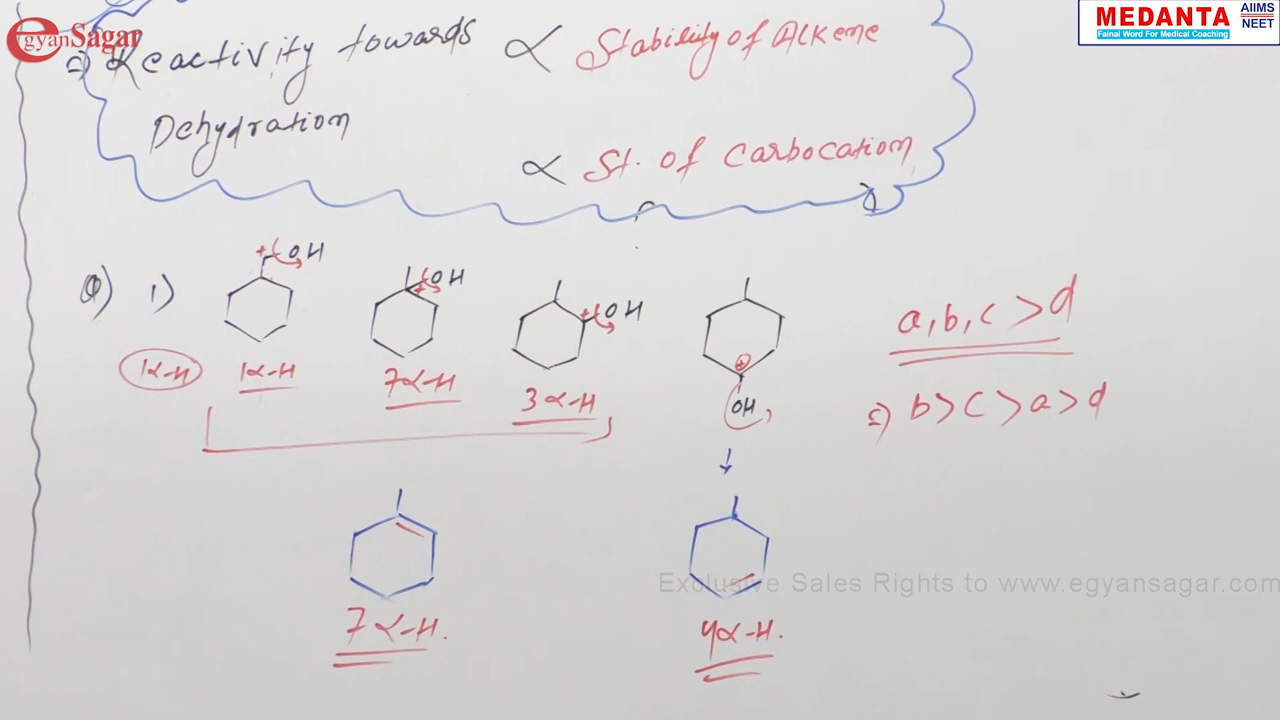 egyanSagar
MEDANTA AIIMS NEET
Fainal Word For Medical Coaching
=) Reactivity towards ∝ Stability of Alkene
Dehydration
∝ St. of Carbocation
Q) 1) + OH + OH + OH
1α-H 1α-H 7α-H 3α-H
+ OH
a, b, c > d
b > c > a > d
7α-H. 4α-H.
Exclusive Sales Rights to www.egyansagar.com